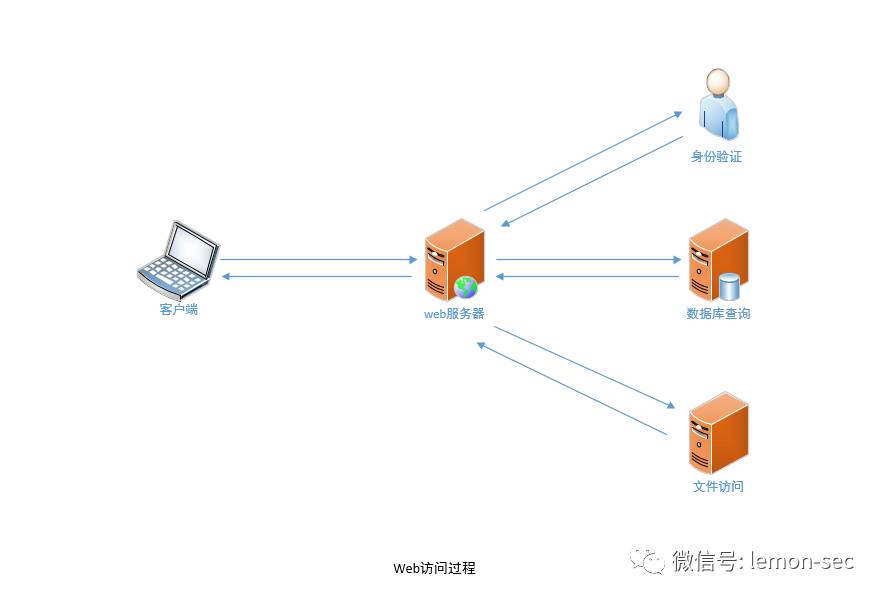 身份验证
客户端
web服务器
数据库查询
文件访问
Web访问过程
微信号: lemon-sec